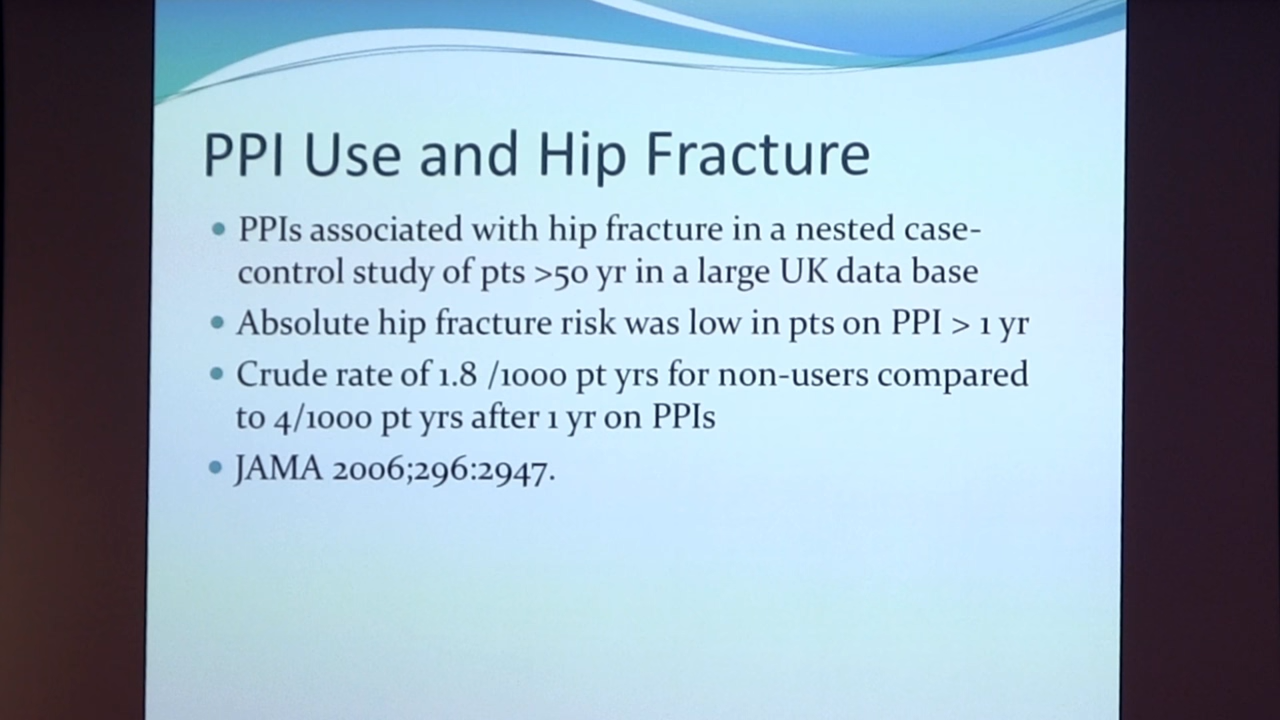 PPI Use and Hip Fracture
• PPIs associated with hip fracture in a nested case-
control study of pts >50 yr in a large UK data base
• Absolute hip fracture risk was low in pts on PPI > 1 yr
• Crude rate of 1.8 /1000 pt yrs for non-users compared
to 4/1000 pt yrs after 1 yr on PPIs
• JAMA 2006;296:2947.